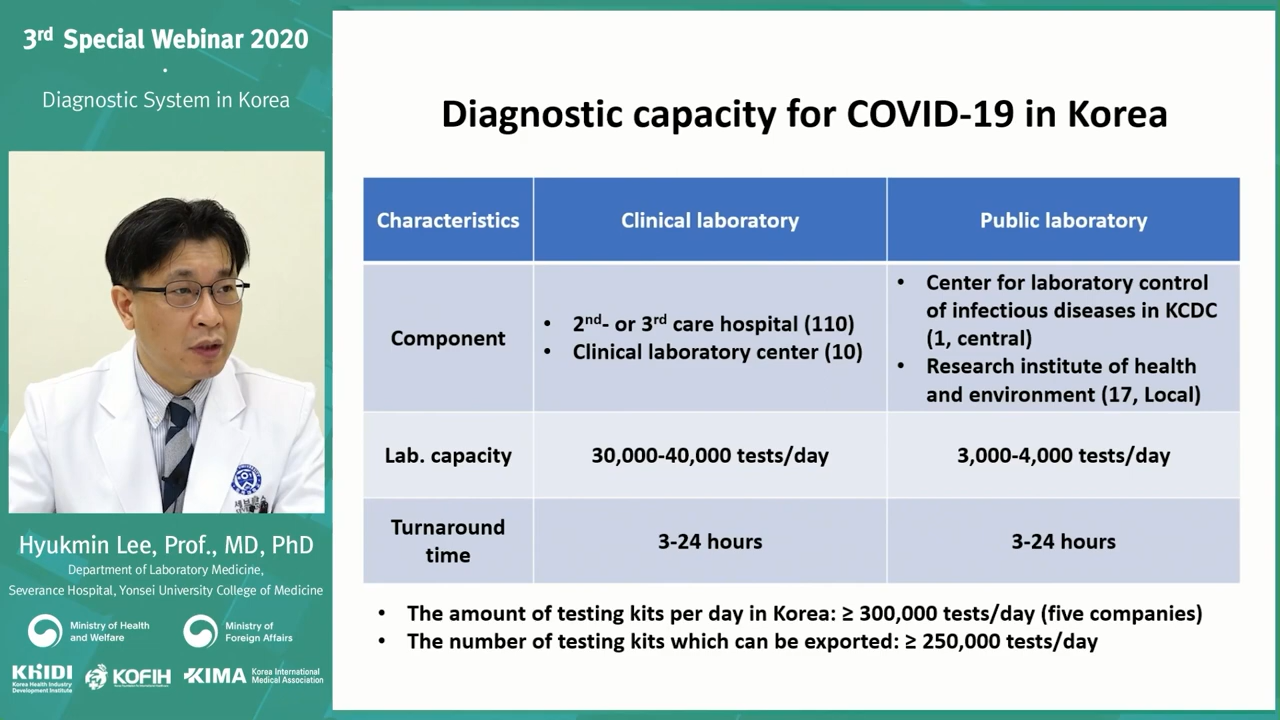 3rd Special Webinar 2020
·
Diagnostic System in Korea
Hyukmin Lee, Prof., MD, PhD
Department of Laboratory Medicine,
Severance Hospital, Yonsei University College of Medicine
Ministry of Health
and Welfare
Ministry of
Foreign Affairs
KHIDI
Korea Health Industry
Development Institute
KOFIH
KIMA
Korea International
Medical Association
Diagnostic capacity for COVID-19 in Korea
Characteristics
Clinical laboratory
Public laboratory
Component
• 2nd- or 3rd care hospital (110)
• Clinical laboratory center (10)
• Center for laboratory control
of infectious diseases in KCDC
(1, central)
• Research institute of health
and environment (17, Local)
Lab. capacity
30,000-40,000 tests/day
3,000-4,000 tests/day
Turnaround
time
3-24 hours
3-24 hours
• The amount of testing kits per day in Korea: ≥ 300,000 tests/day (five companies)
• The number of testing kits which can be exported: ≥ 250,000 tests/day